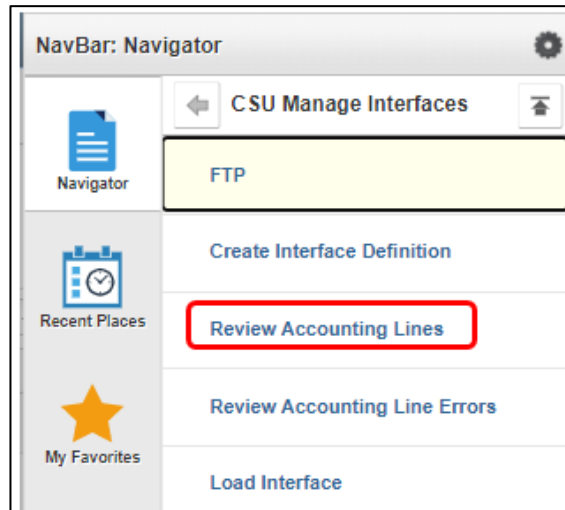 NavBar: Navigator
CSU Manage Interfaces
Navigator
FTP
Create Interface Definition
Recent Places
Review Accounting Lines
Review Accounting Line Errors
My Favorites
Load Interface